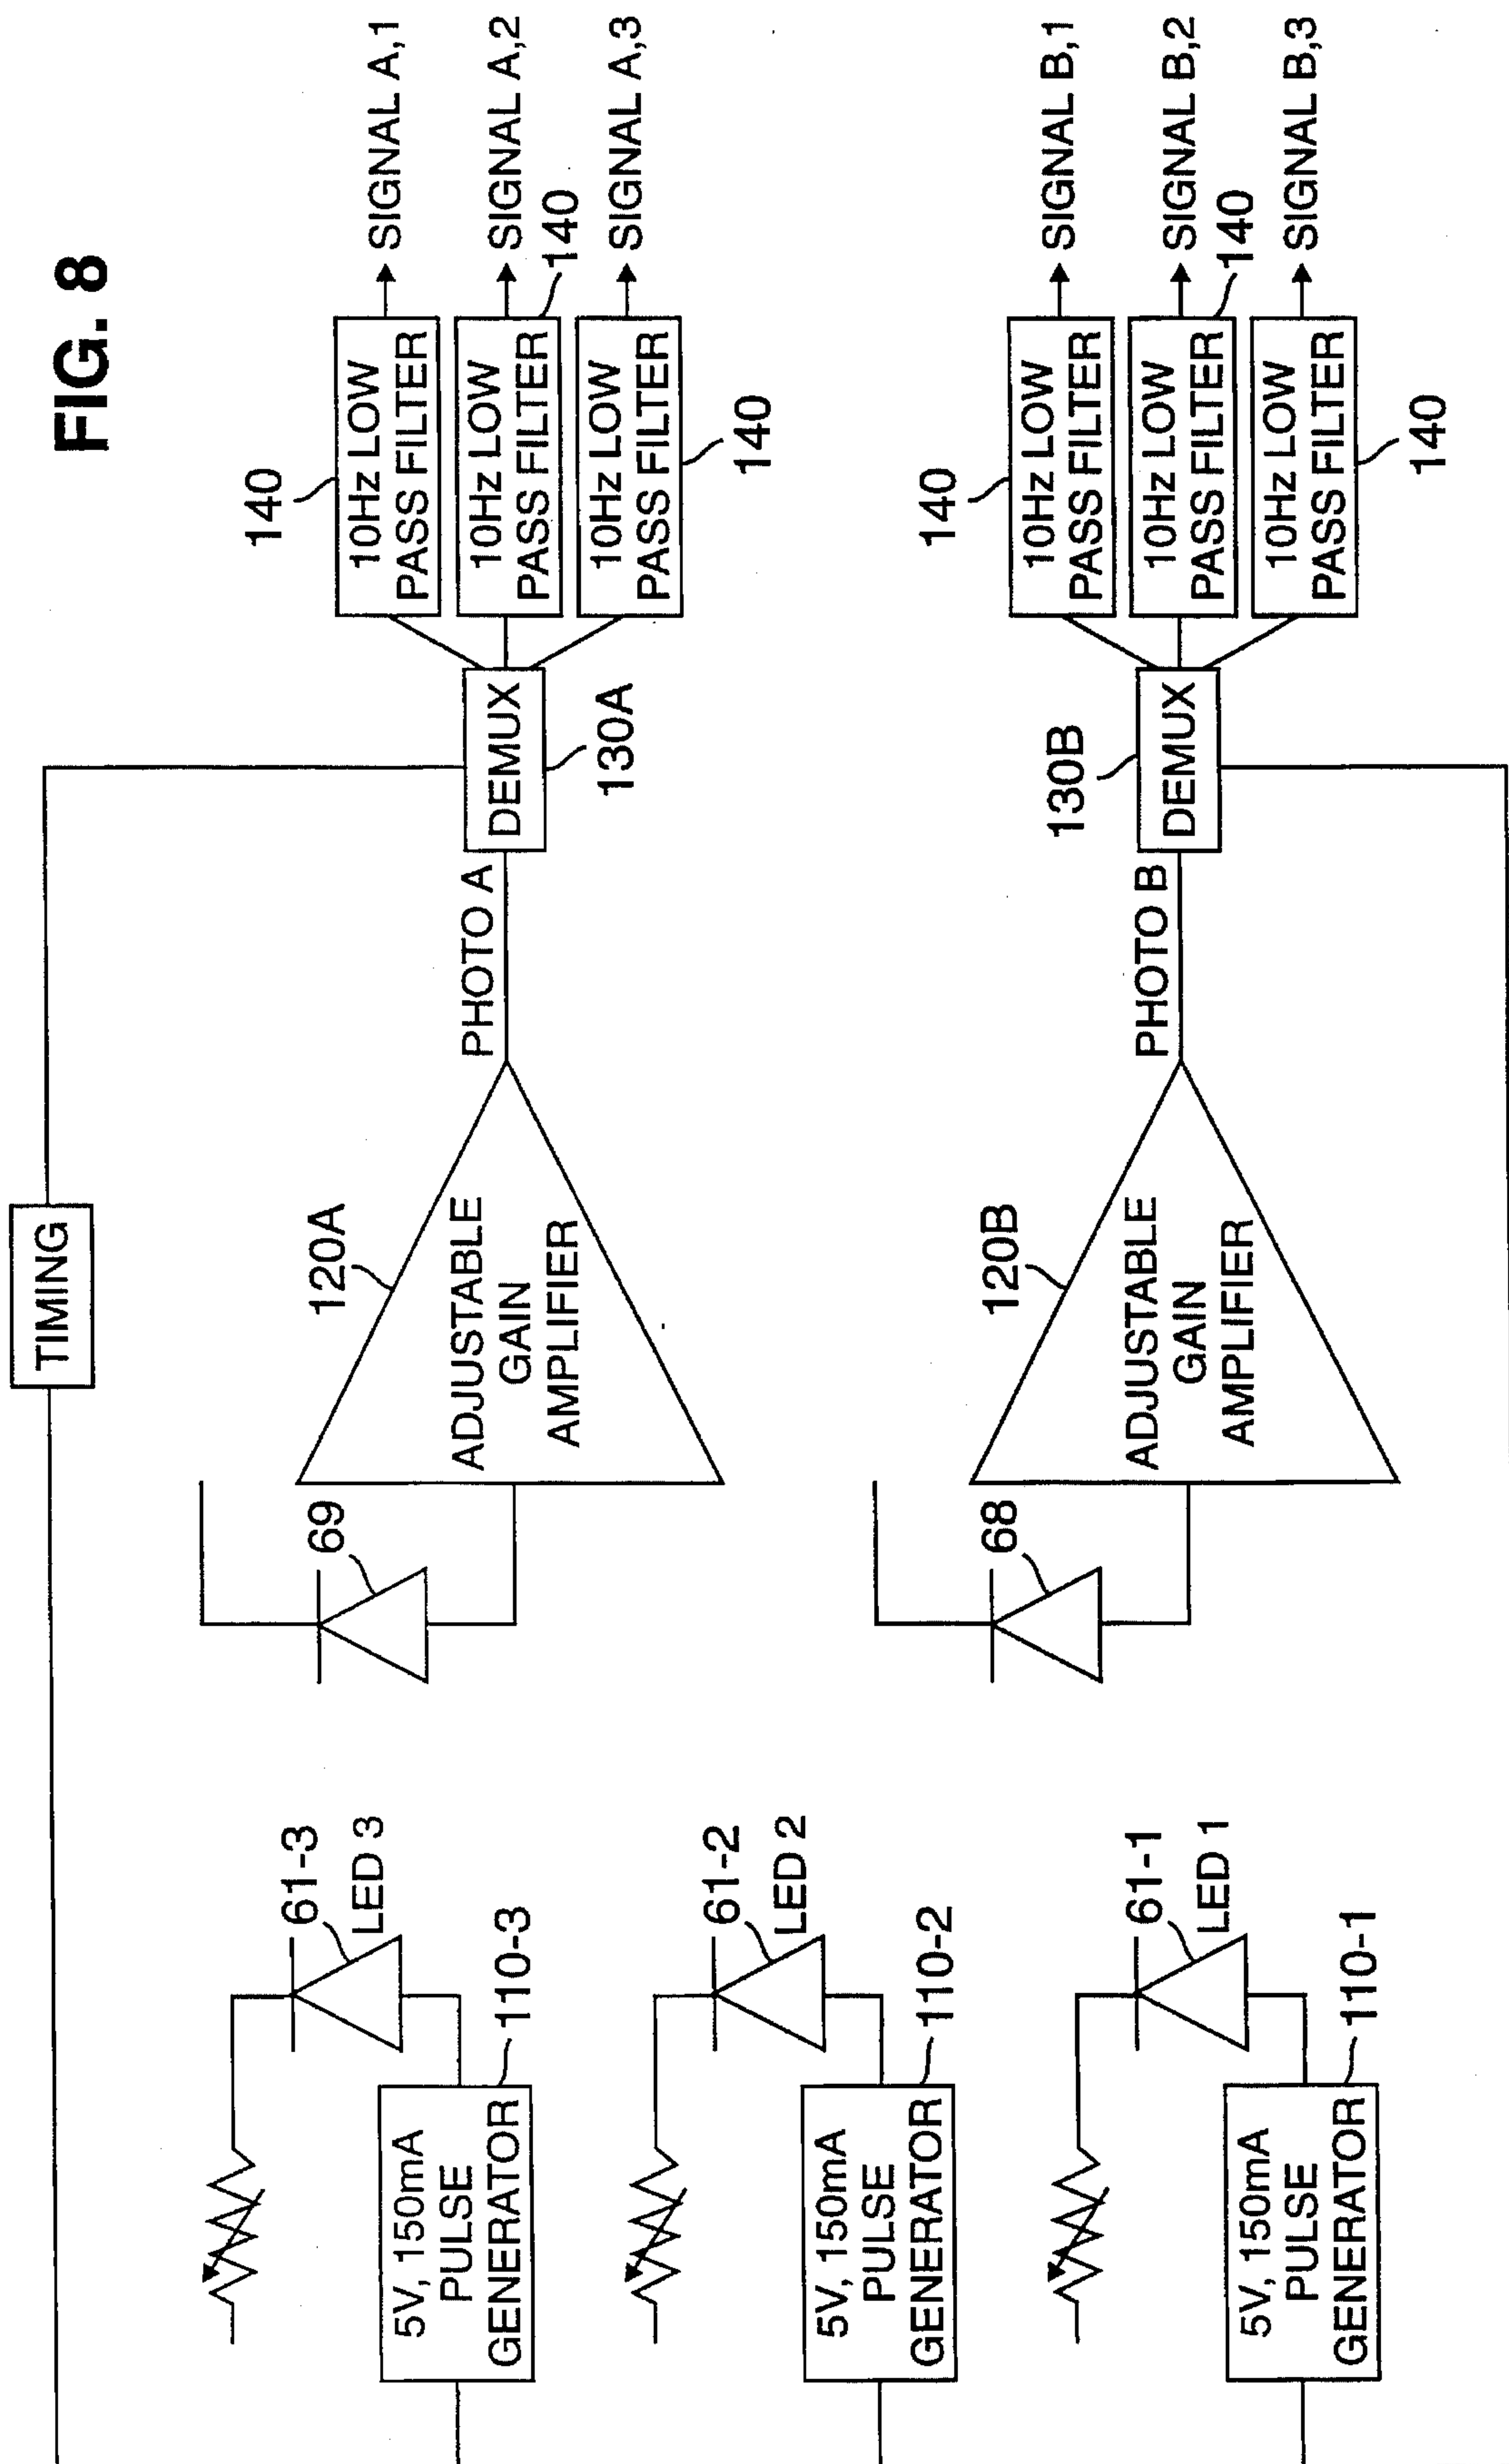 FIG. 8
TIMING
61-3
LED 3
5V, 150mA
PULSE
GENERATOR
110-3
61-2
LED 2
5V, 150mA
PULSE
GENERATOR
110-2
61-1
LED 1
5V, 150mA
PULSE
GENERATOR
110-1
69
120A
ADJUSTABLE
GAIN
AMPLIFIER
PHOTO A
DEMUX
130A
140
10Hz LOW
PASS FILTER
SIGNAL A,1
10Hz LOW
PASS FILTER
SIGNAL A,2
140
10Hz LOW
PASS FILTER
SIGNAL A,3
140
68
120B
ADJUSTABLE
GAIN
AMPLIFIER
PHOTO B
130B
DEMUX
140
10Hz LOW
PASS FILTER
SIGNAL B,1
10Hz LOW
PASS FILTER
SIGNAL B,2
140
10Hz LOW
PASS FILTER
SIGNAL B,3
140